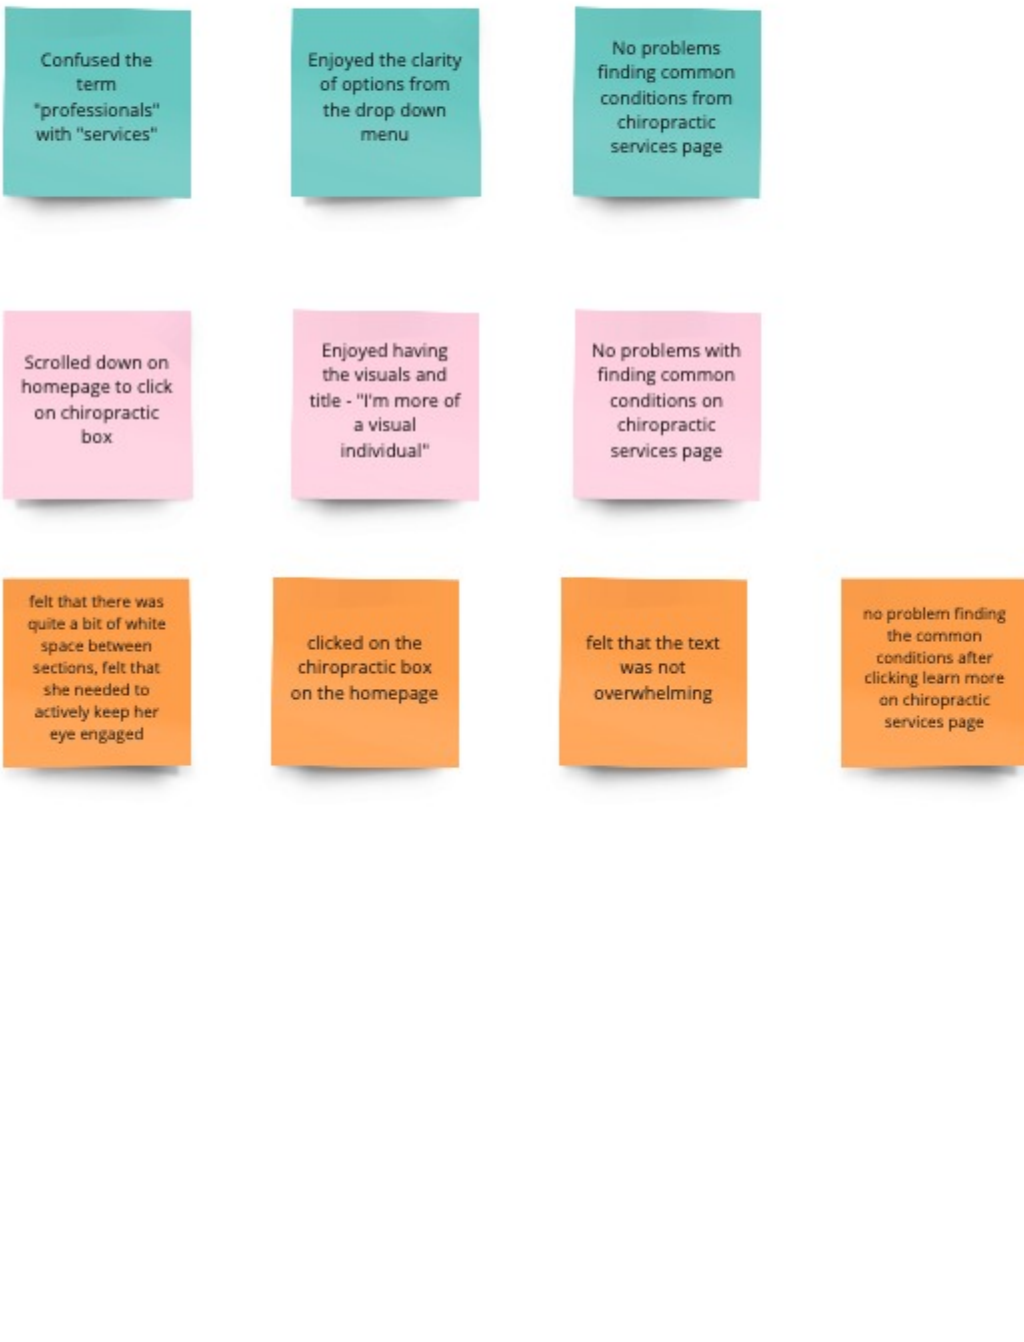 Confused the
term
"professionals"
with "services"
Enjoyed the clarity
of options from
the drop down
menu
No problems
finding common
conditions from
chiropractic
services page
Scrolled down on
homepage to click
on chiropractic
box
Enjoyed having
the visuals and
title - "I'm more of
a visual
individual"
No problems with
finding common
conditions on
chiropractic
services page
felt that there was
quite a bit of white
space between
sections, felt that
she needed to
actively keep her
eye engaged
clicked on the
chiropractic box
on the homepage
felt that the text
was not
overwhelming
no problem finding
the common
conditions after
clicking learn more
on chiropractic
services page